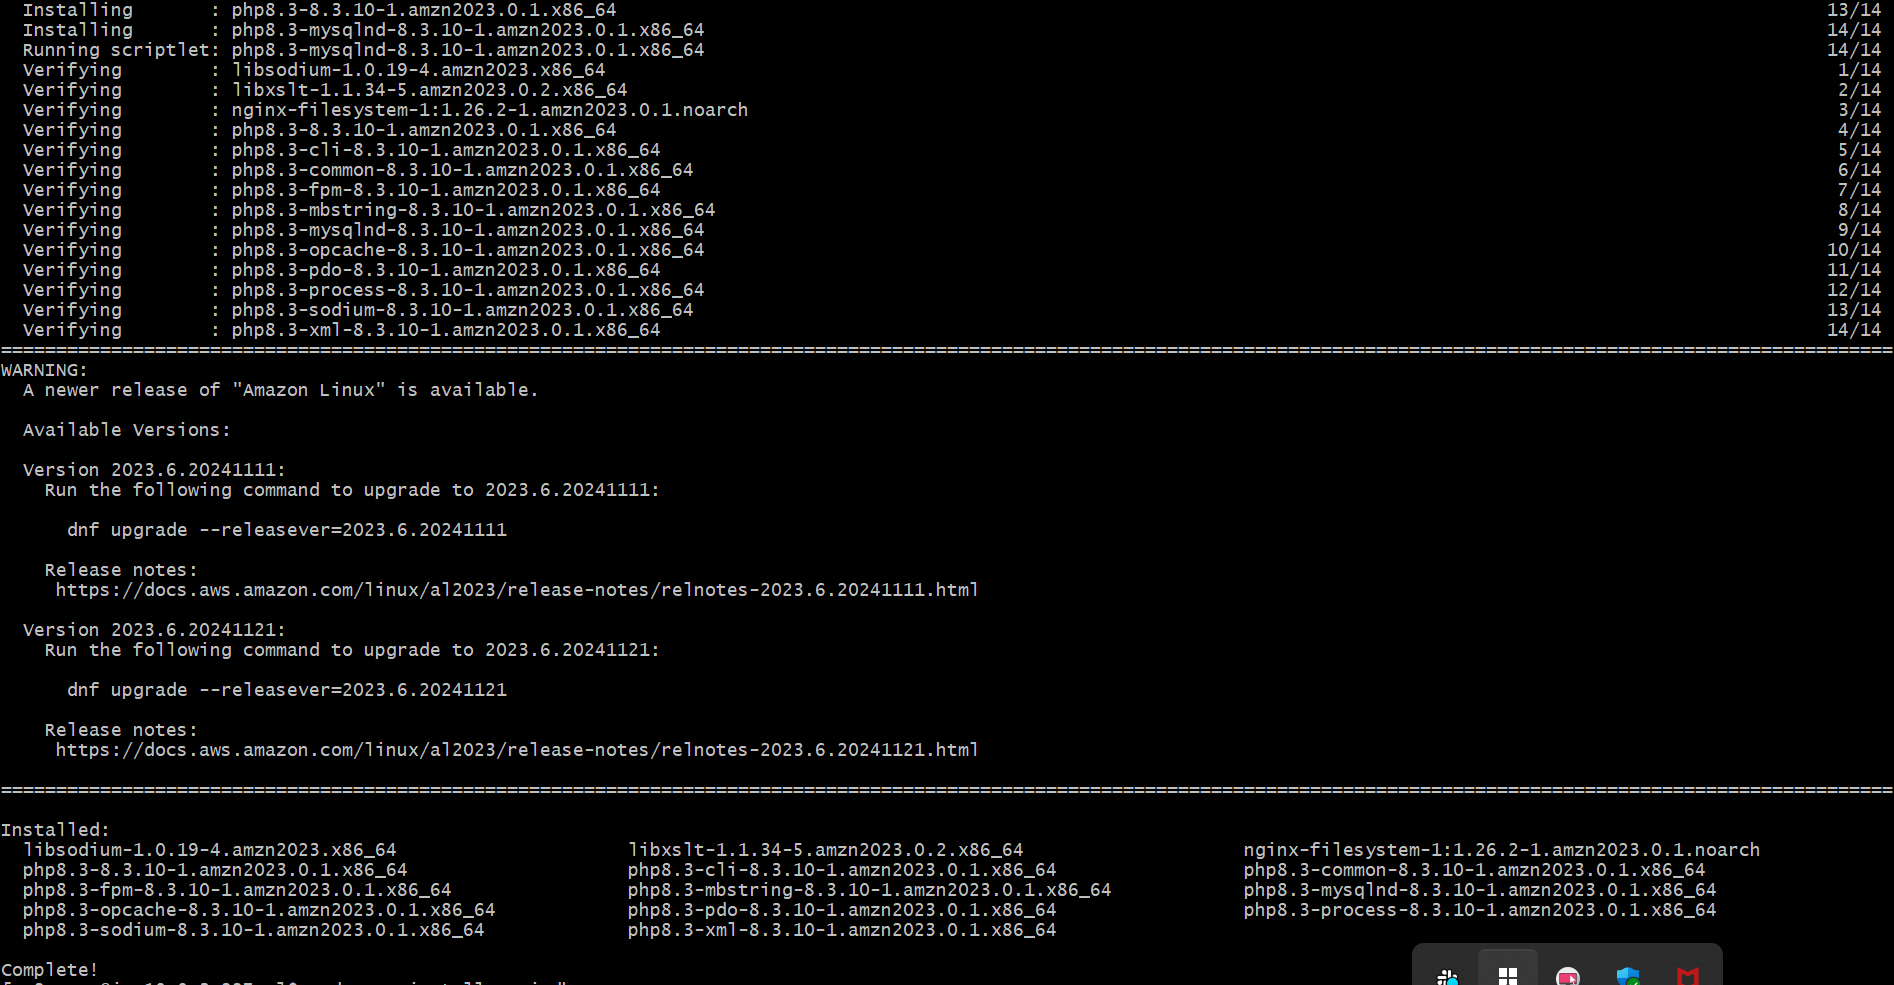 Installing : php8.3-8.3.10-1.amzn2023.0.1.x86_64 13/14
Installing : php8.3-mysqlnd-8.3.10-1.amzn2023.0.1.x86_64 14/14
Running scriptlet: php8.3-mysqlnd-8.3.10-1.amzn2023.0.1.x86_64 14/14
Verifying : libsodium-1.0.19-4.amzn2023.x86_64 1/14
Verifying : libxslt-1.1.34-5.amzn2023.0.2.x86_64 2/14
Verifying : nginx-filesystem-1:1.26.2-1.amzn2023.0.1.noarch 3/14
Verifying : php8.3-8.3.10-1.amzn2023.0.1.x86_64 4/14
Verifying : php8.3-cli-8.3.10-1.amzn2023.0.1.x86_64 5/14
Verifying : php8.3-common-8.3.10-1.amzn2023.0.1.x86_64 6/14
Verifying : php8.3-fpm-8.3.10-1.amzn2023.0.1.x86_64 7/14
Verifying : php8.3-mbstring-8.3.10-1.amzn2023.0.1.x86_64 8/14
Verifying : php8.3-mysqlnd-8.3.10-1.amzn2023.0.1.x86_64 9/14
Verifying : php8.3-opcache-8.3.10-1.amzn2023.0.1.x86_64 10/14
Verifying : php8.3-pdo-8.3.10-1.amzn2023.0.1.x86_64 11/14
Verifying : php8.3-process-8.3.10-1.amzn2023.0.1.x86_64 12/14
Verifying : php8.3-sodium-8.3.10-1.amzn2023.0.1.x86_64 13/14
Verifying : php8.3-xml-8.3.10-1.amzn2023.0.1.x86_64 14/14
WARNING:
A newer release of "Amazon Linux" is available.
Available Versions:
Version 2023.6.20241111:
Run the following command to upgrade to 2023.6.20241111:
dnf upgrade --releasever=2023.6.20241111
Release notes:
https://docs.aws.amazon.com/linux/al2023/release-notes/relnotes-2023.6.20241111.html
Version 2023.6.20241121:
Run the following command to upgrade to 2023.6.20241121:
dnf upgrade --releasever=2023.6.20241121
Release notes:
https://docs.aws.amazon.com/linux/al2023/release-notes/relnotes-2023.6.20241121.html
Installed:
libsodium-1.0.19-4.amzn2023.x86_64 libxslt-1.1.34-5.amzn2023.0.2.x86_64 nginx-filesystem-1:1.26.2-1.amzn2023.0.1.noarch
php8.3-8.3.10-1.amzn2023.0.1.x86_64 php8.3-cli-8.3.10-1.amzn2023.0.1.x86_64 php8.3-common-8.3.10-1.amzn2023.0.1.x86_64
php8.3-fpm-8.3.10-1.amzn2023.0.1.x86_64 php8.3-mbstring-8.3.10-1.amzn2023.0.1.x86_64 php8.3-mysqlnd-8.3.10-1.amzn2023.0.1.x86_64
php8.3-opcache-8.3.10-1.amzn2023.0.1.x86_64 php8.3-pdo-8.3.10-1.amzn2023.0.1.x86_64 php8.3-process-8.3.10-1.amzn2023.0.1.x86_64
php8.3-sodium-8.3.10-1.amzn2023.0.1.x86_64 php8.3-xml-8.3.10-1.amzn2023.0.1.x86_64
Complete!